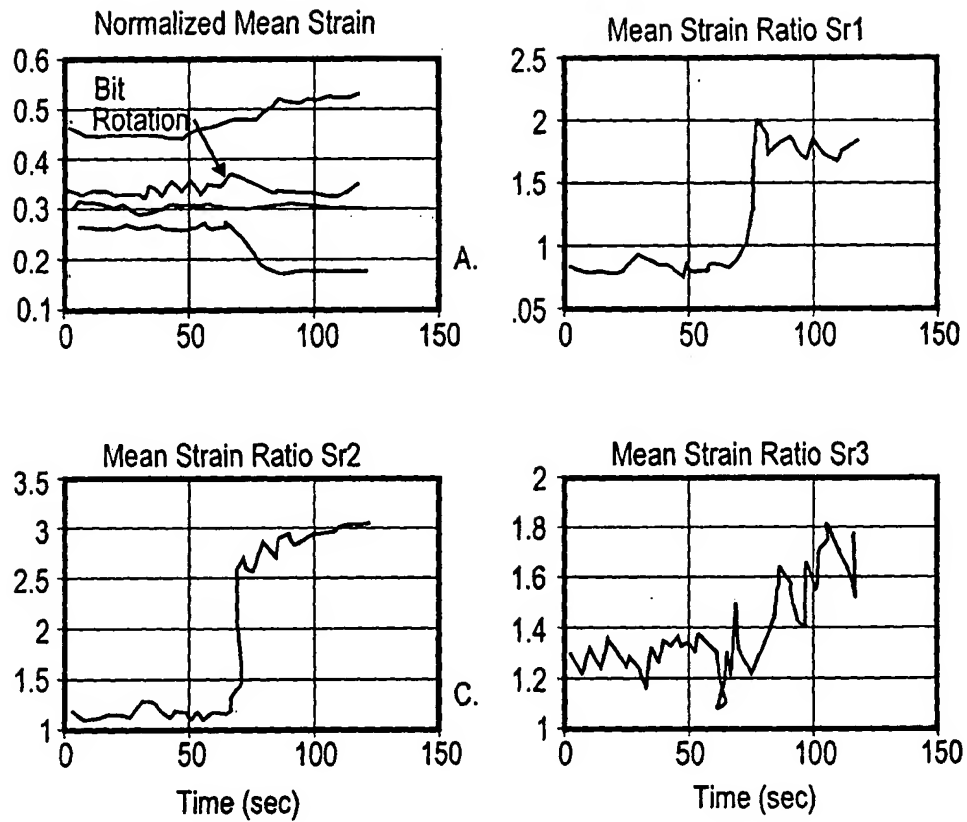 Normalized Mean Strain
0.6
0.5
0.4
0.3
0.2
0.1
Bit
Rotation
0 50 100 150
A.
Mean Strain Ratio Sr1
2.5
2
1.5
1
.05
0 50 100 150
Mean Strain Ratio Sr2
3.5
3
2.5
2
1.5
1
0 50 100 150
Time (sec)
C.
Mean Strain Ratio Sr3
2
1.8
1.6
1.4
1.2
1
0 50 100 150
Time (sec)